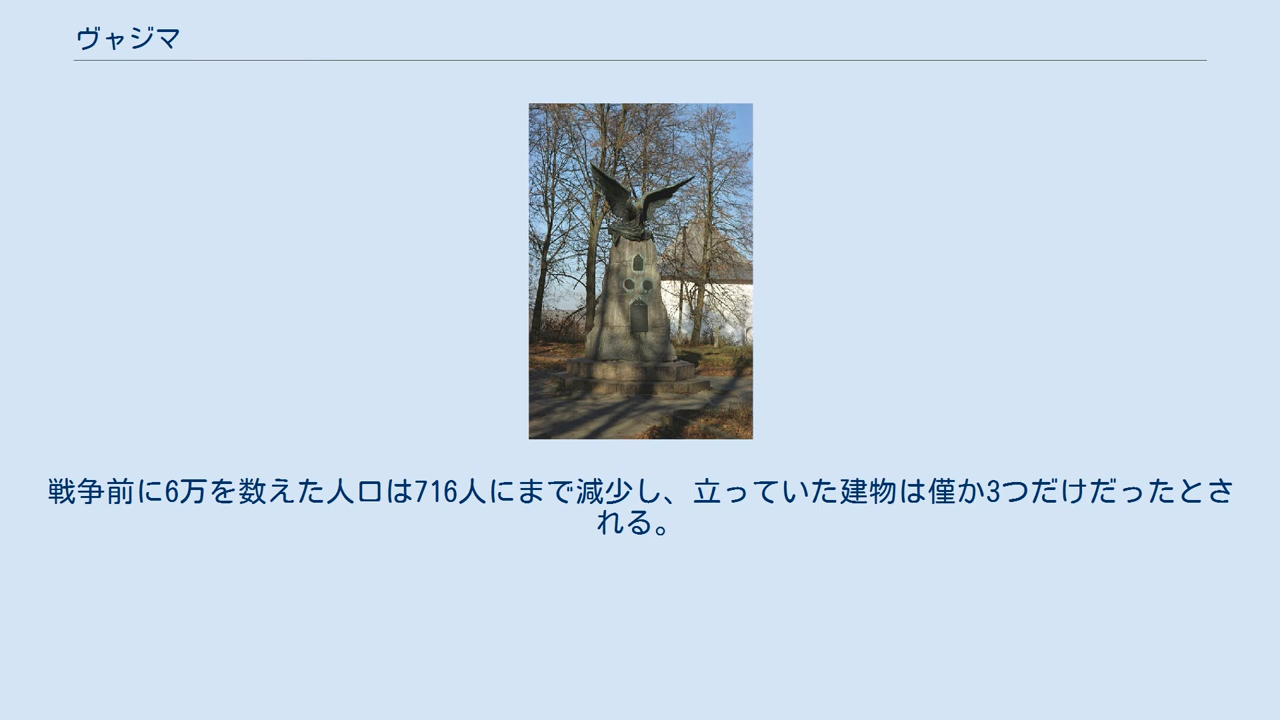 ヴャジマ
戦争前に6万を数えた人口は716人にまで減少し、立っていた建物は僅か3つだけだったとさ
れる。